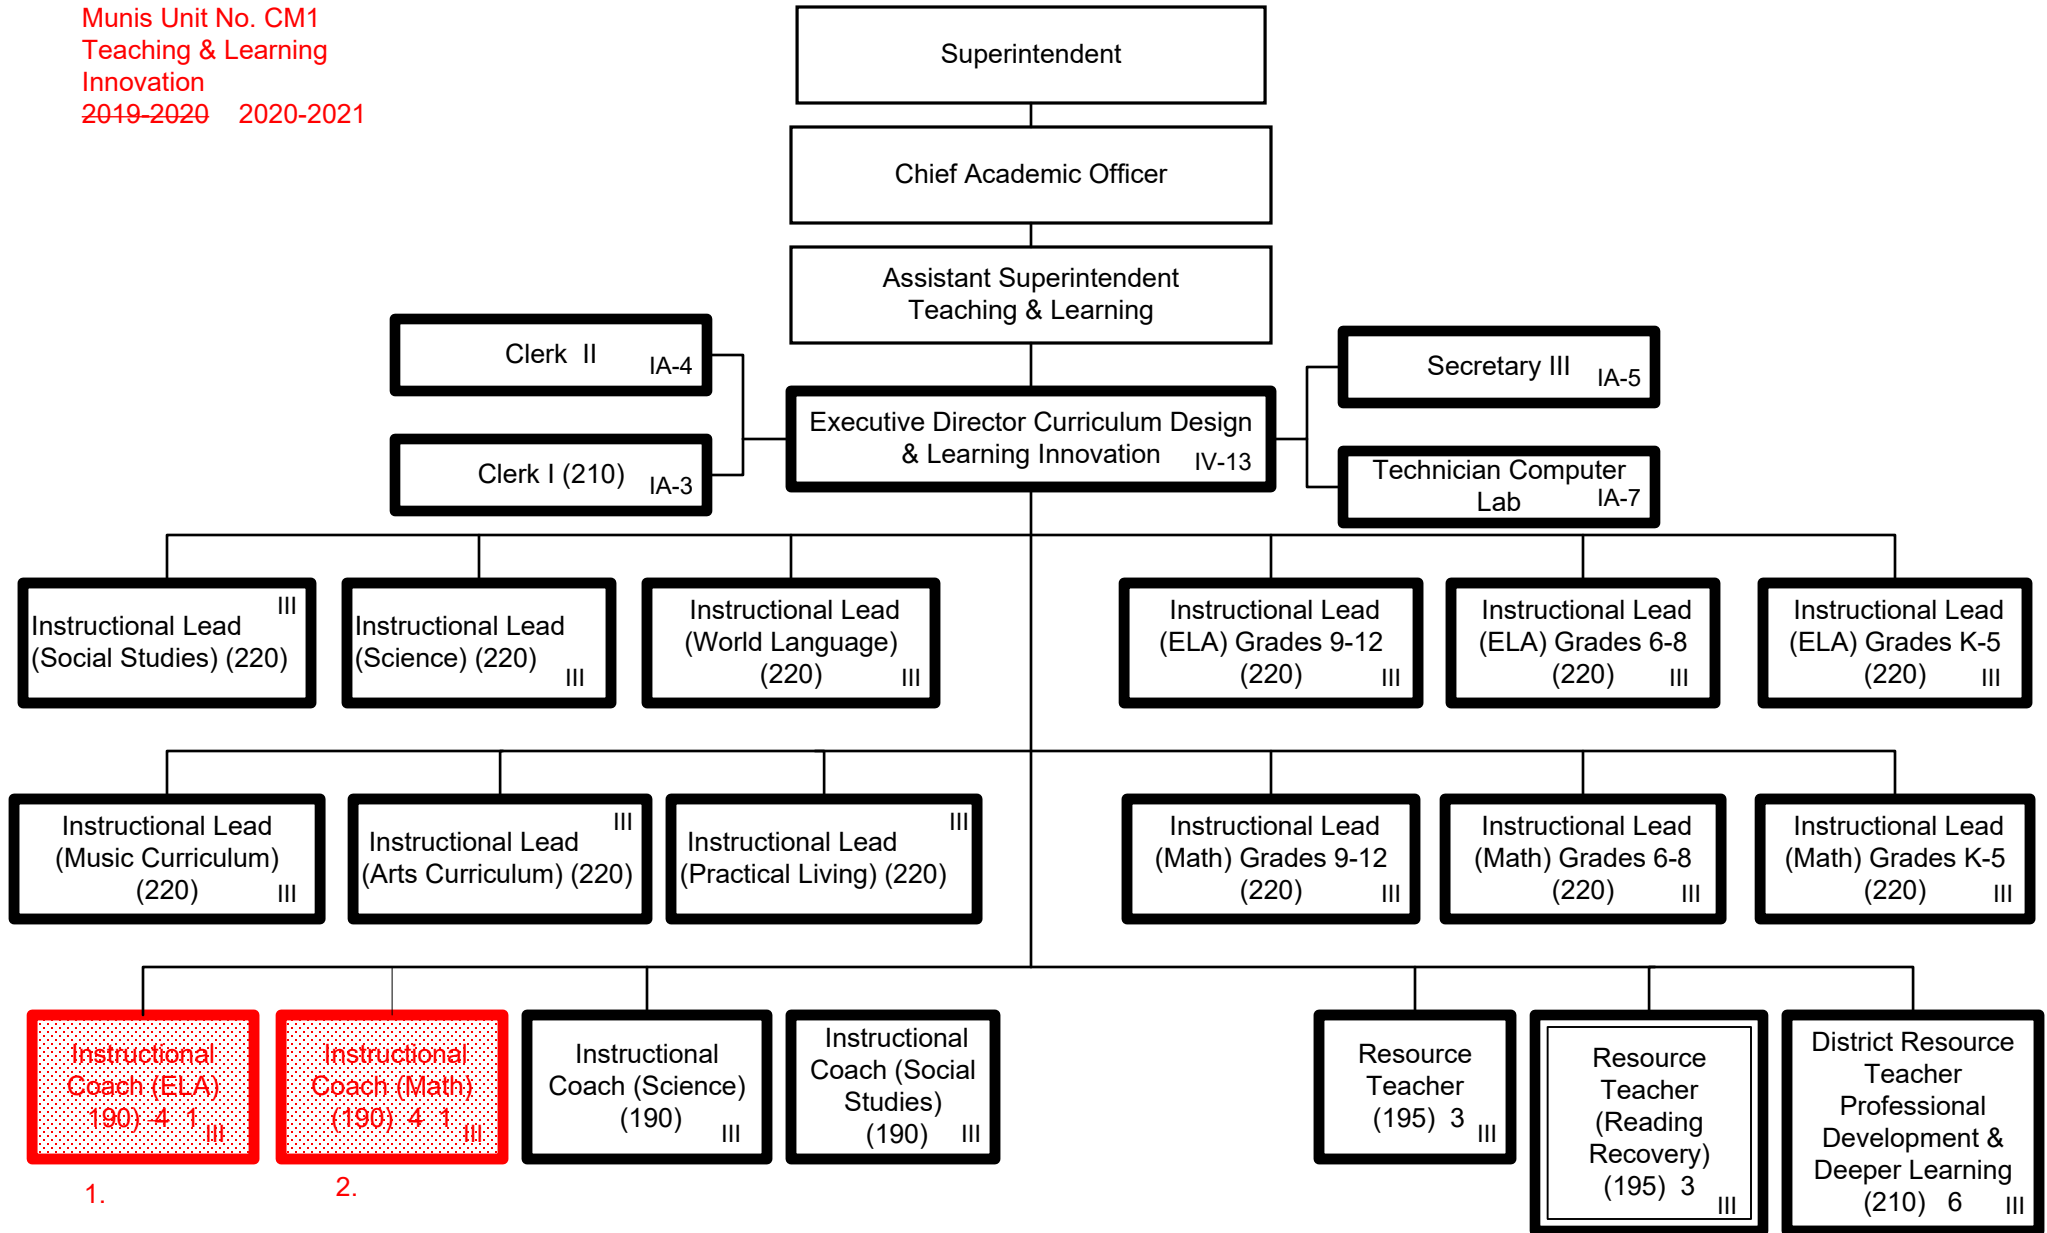 Munis Unit No. CM1
Teaching & Learning
Innovation
2019-2020 2020-2021
Superintendent
Chief Academic Officer
Assistant Superintendent
Teaching & Learning
Clerk II
IA-4
Clerk I (210)
IA-3
Executive Director Curriculum Design
& Learning Innovation IV-13
Secretary III
IA-5
Technician Computer
Lab IA-7
III
Instructional Lead
(Social Studies) (220)
Instructional Lead
(Science) (220)
III
Instructional Lead
(World Language)
(220) III
Instructional Lead
(ELA) Grades 9-12
(220) III
Instructional Lead
(ELA) Grades 6-8
(220) III
Instructional Lead
(ELA) Grades K-5
(220) III
Instructional Lead
(Music Curriculum)
(220) III
III
Instructional Lead
(Arts Curriculum) (220)
III
Instructional Lead
(Practical Living) (220)
Instructional Lead
(Math) Grades 9-12
(220) III
Instructional Lead
(Math) Grades 6-8
(220) III
Instructional Lead
(Math) Grades K-5
(220) III
Instructional
Coach (ELA)
190) 4 1
III
1.
Instructional
Coach (Math)
(190) 4 1
III
2.
Instructional
Coach (Science)
(190) III
Instructional
Coach (Social
Studies)
(190) III
Resource
Teacher
(195) 3
III
Resource
Teacher
(Reading
Recovery)
(195) 3
III
District Resource
Teacher
Professional
Development &
Deeper Learning
(210) 6 III